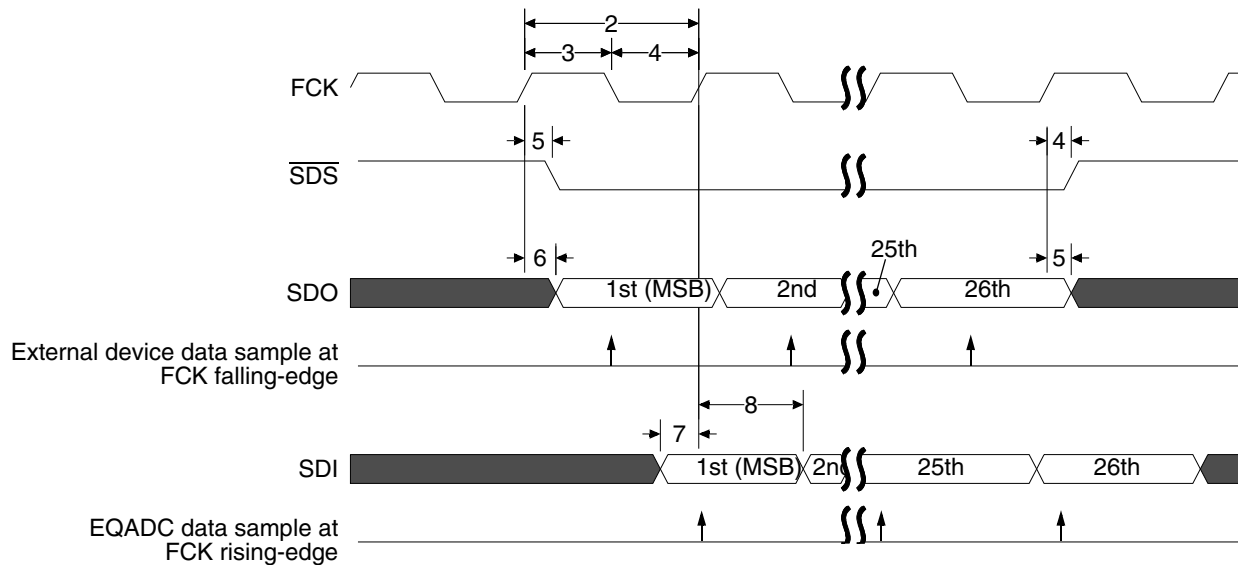 2
3 4
FCK
5 4
SDS
25th
6 5
SDO 1st (MSB) 2nd 26th
External device data sample at
FCK falling-edge
8
7
SDI 1st (MSB) 2nd 25th 26th
EQADC data sample at
FCK rising-edge